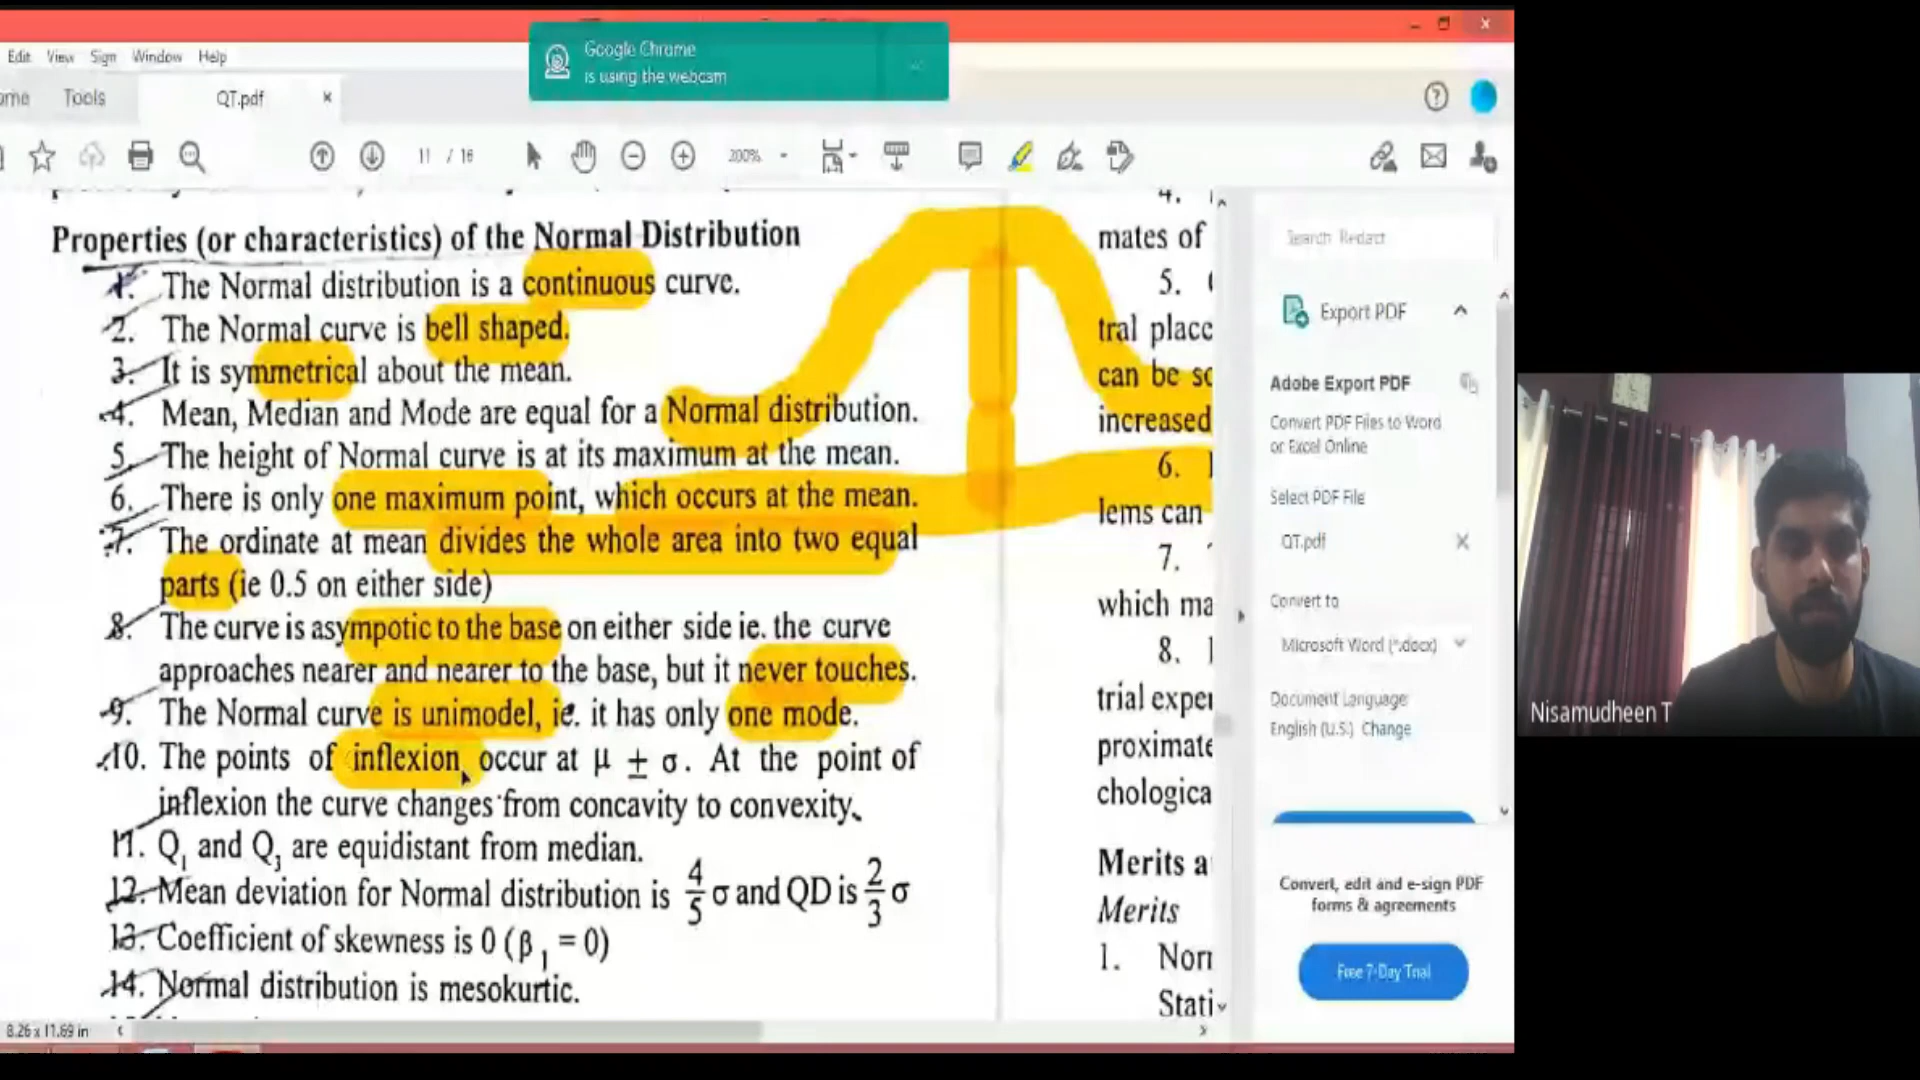 Google Chrome
is using the webcam
Edit View Sign Window Help
Tools QT.pdf
11 / 16 200%
Properties (or characteristics) of the Normal Distribution
1. The Normal distribution is a continuous curve.
2. The Normal curve is bell shaped.
3. It is symmetrical about the mean.
4. Mean, Median and Mode are equal for a Normal distribution.
5. The height of Normal curve is at its maximum at the mean.
6. There is only one maximum point, which occurs at the mean.
7. The ordinate at mean divides the whole area into two equal
parts (ie 0.5 on either side)
8. The curve is asympotic to the base on either side ie. the curve
approaches nearer and nearer to the base, but it never touches.
9. The Normal curve is unimodel, ie. it has only one mode.
10. The points of inflexion occur at μ ± σ. At the point of
inflexion the curve changes from concavity to convexity.
11. Q₁ and Q₃ are equidistant from median.
12. Mean deviation for Normal distribution is 4/5 σ and QD is 2/3 σ
13. Coefficient of skewness is 0 (β₁ = 0)
14. Normal distribution is mesokurtic.
8.26 x 11.69 in
4.
mates of
5.
tral place
can be
increased
6.
lems can
7.
which
8.
trial
chological
Merits
Merits
1.
Search Redact
Export PDF
Adobe Export PDF
Convert PDF Files to Word
or Excel Online
Select PDF File
QT.pdf
Convert to
Microsoft Word (*.docx)
Document Language:
English (U.S.) Change
Convert, edit and e-sign PDF
forms & agreements
Free 7-Day Trial
Nisamudheen T